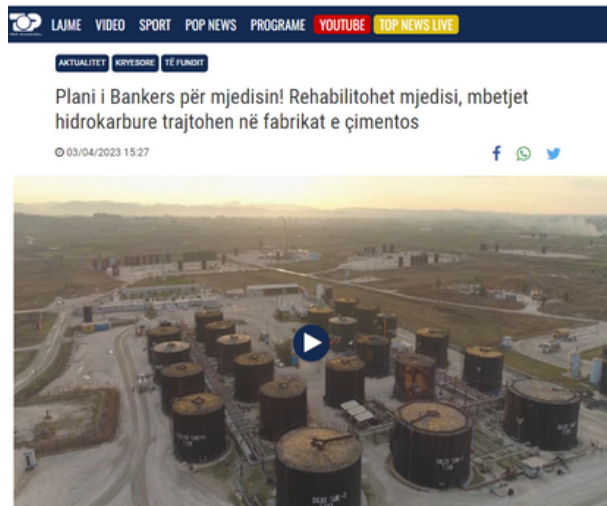 TOP
LAJME VIDEO SPORT POP NEWS PROGRAME YOUTUBE TOP NEWS LIVE
AKTUALITET KRYESORE TË FUNDIT
Plani i Bankers për mjedisin! Rehabilitohet mjedisi, mbetjet
hidrokarbure trajtohen në fabrikat e çimentos
03/04/2023 15:27